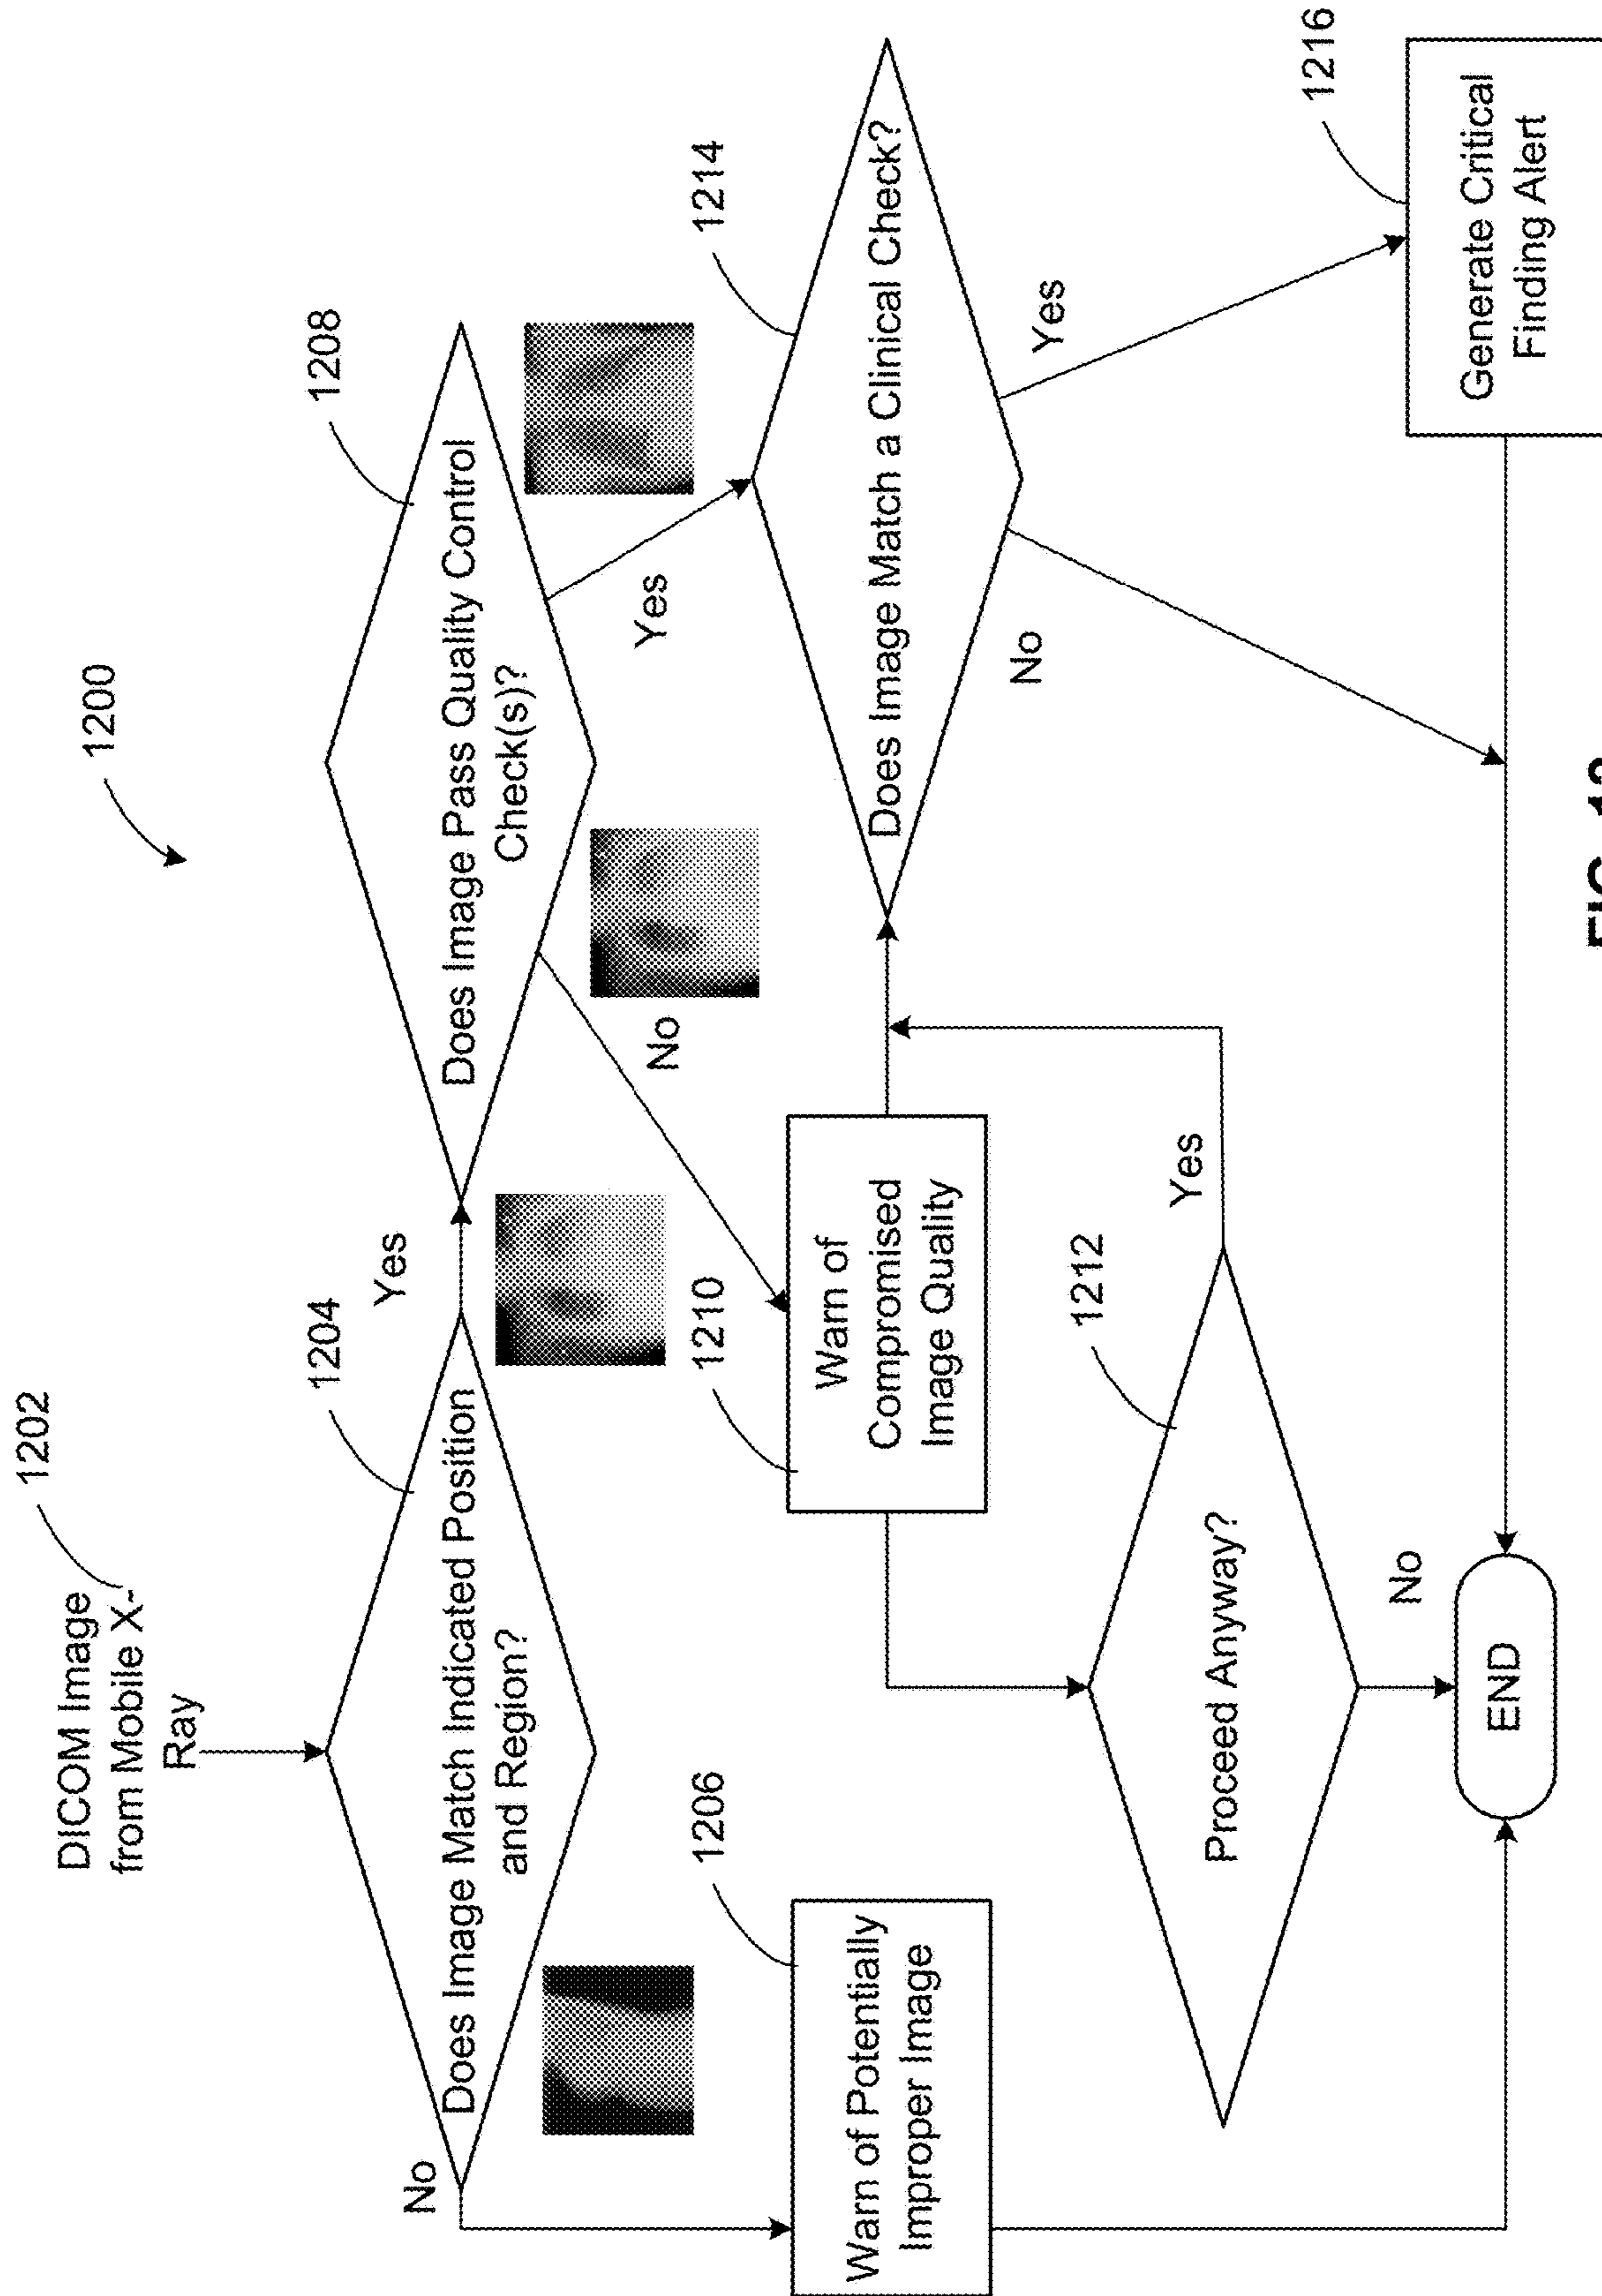 1200
DICOM Image
from Mobile X-
Ray
1202
Does Image Match Indicated Position
and Region?
1204
No
Yes
Does Image Pass Quality Control
Check(s)?
1208
No
Yes
Warn of Potentially
Improper Image
1206
Warn of
Compromised
Image Quality
1210
Does Image Match a Clinical Check?
1214
Proceed Anyway?
1212
Yes
No
No
Yes
Generate Critical
Finding Alert
1216
END
FIG.